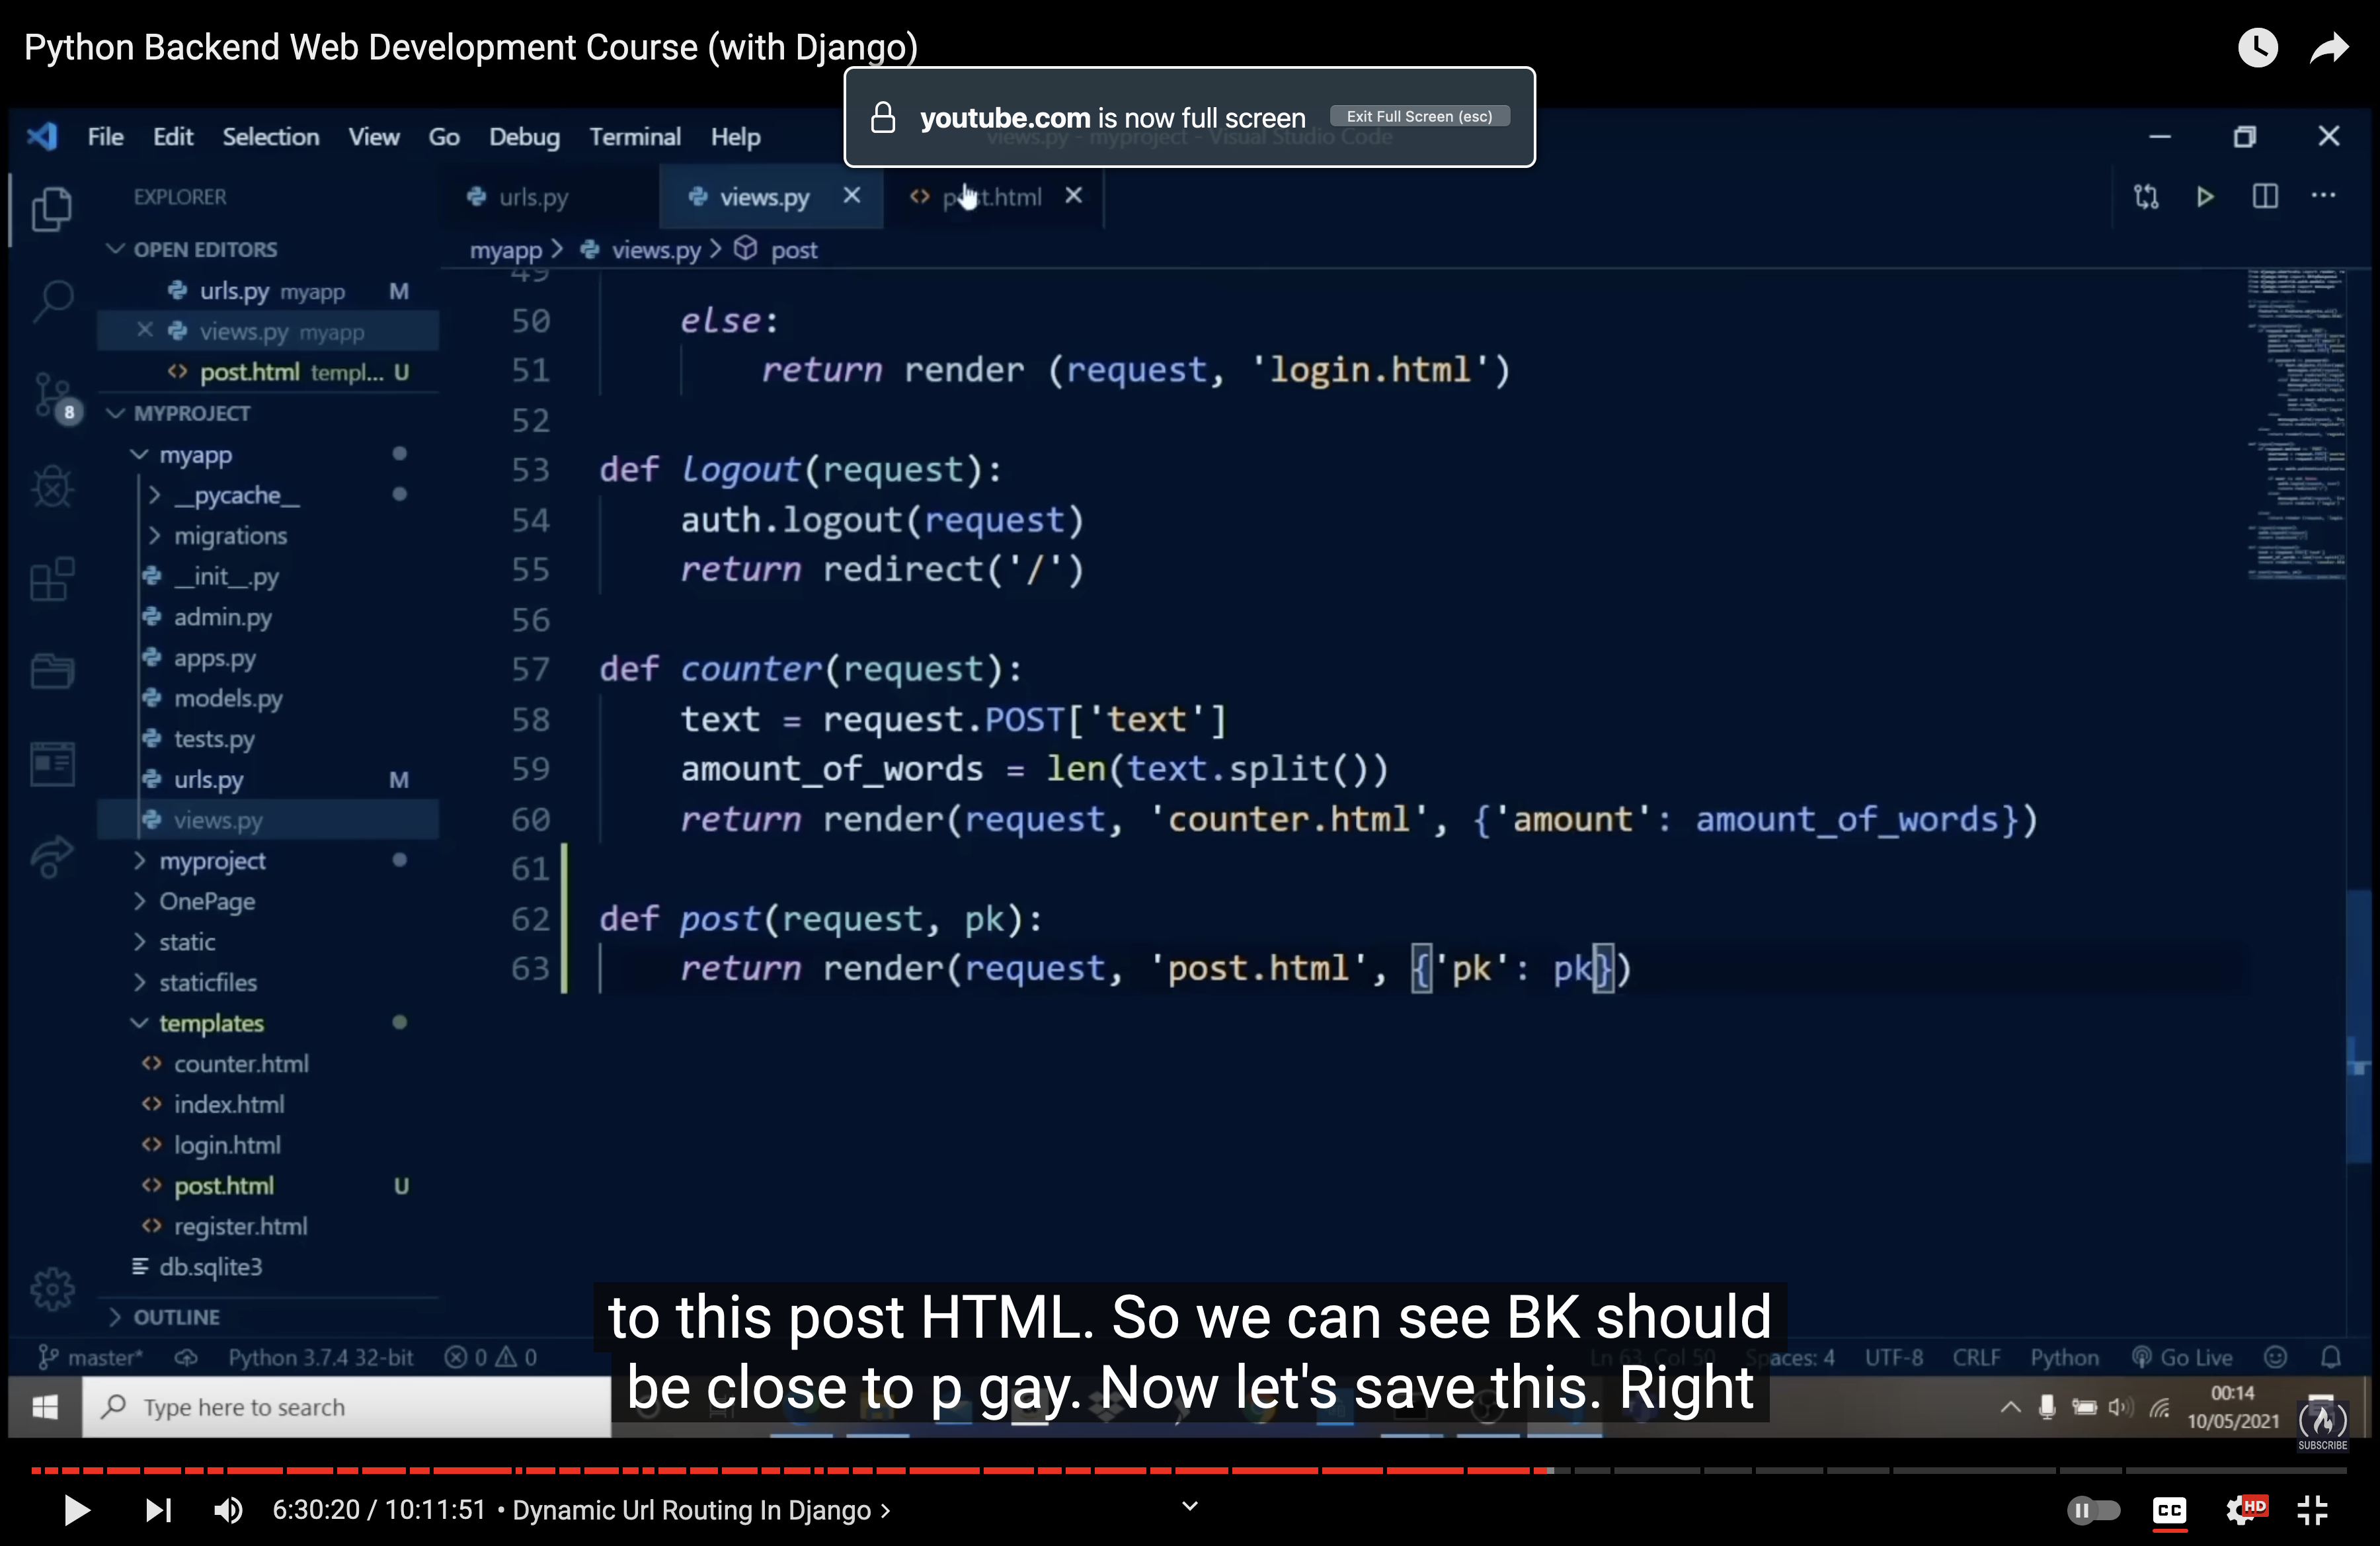 Python Backend Web Development Course (with Django)
youtube.com is now full screen Exit Full Screen (esc)
File Edit Selection View Go Debug Terminal Help
views.py - myproject - Visual Studio Code
EXPLORER
urls.py
views.py
post.html
OPEN EDITORS
myapp > views.py > post
urls.py myapp M
views.py myapp
post.html templ... U
8
MYPROJECT
myapp
__pycache__
migrations
__init__.py
admin.py
apps.py
models.py
tests.py
urls.py M
views.py
myproject
OnePage
static
staticfiles
templates
counter.html
index.html
login.html
post.html U
register.html
db.sqlite3
OUTLINE
49
50 else:
51 return render (request, 'login.html')
52
53 def logout(request):
54 auth.logout(request)
55 return redirect('/')
56
57 def counter(request):
58 text = request.POST['text']
59 amount_of_words = len(text.split())
60 return render(request, 'counter.html', {'amount': amount_of_words})
61
62 def post(request, pk):
63 return render(request, 'post.html', {'pk': pk})
to this post HTML. So we can see BK should
be close to p gay. Now let's save this. Right
master* Python 3.7.4 32-bit 0 0 Ln 63, Col 50 Spaces: 4 UTF-8 CRLF Python Go Live
Type here to search
00:14
10/05/2021
SUBSCRIBE
6:30:20 / 10:11:51 • Dynamic Url Routing In Django >
CC HD